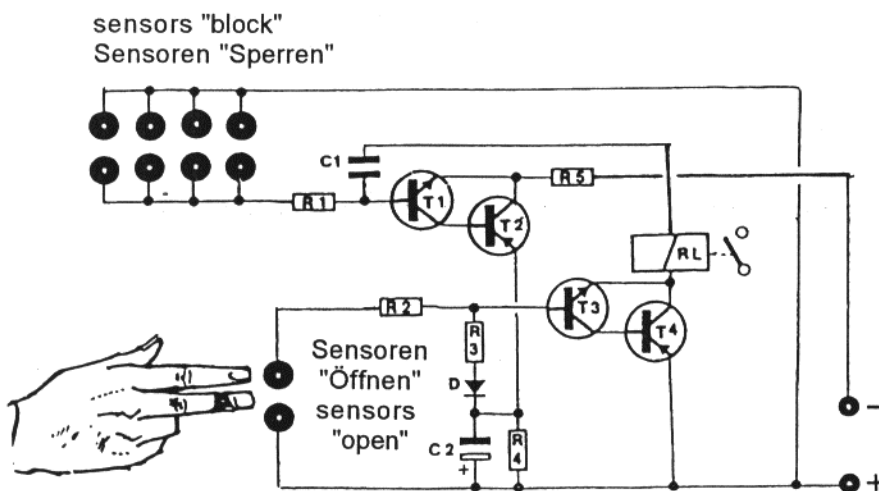 sensors "block"
Sensoren "Sperren"
C1
R1
T1
T2
R5
RL
R2
T3
T4
R3
Sensoren
"Öffnen"
sensors
"open"
D
C2
+
R4
-
+